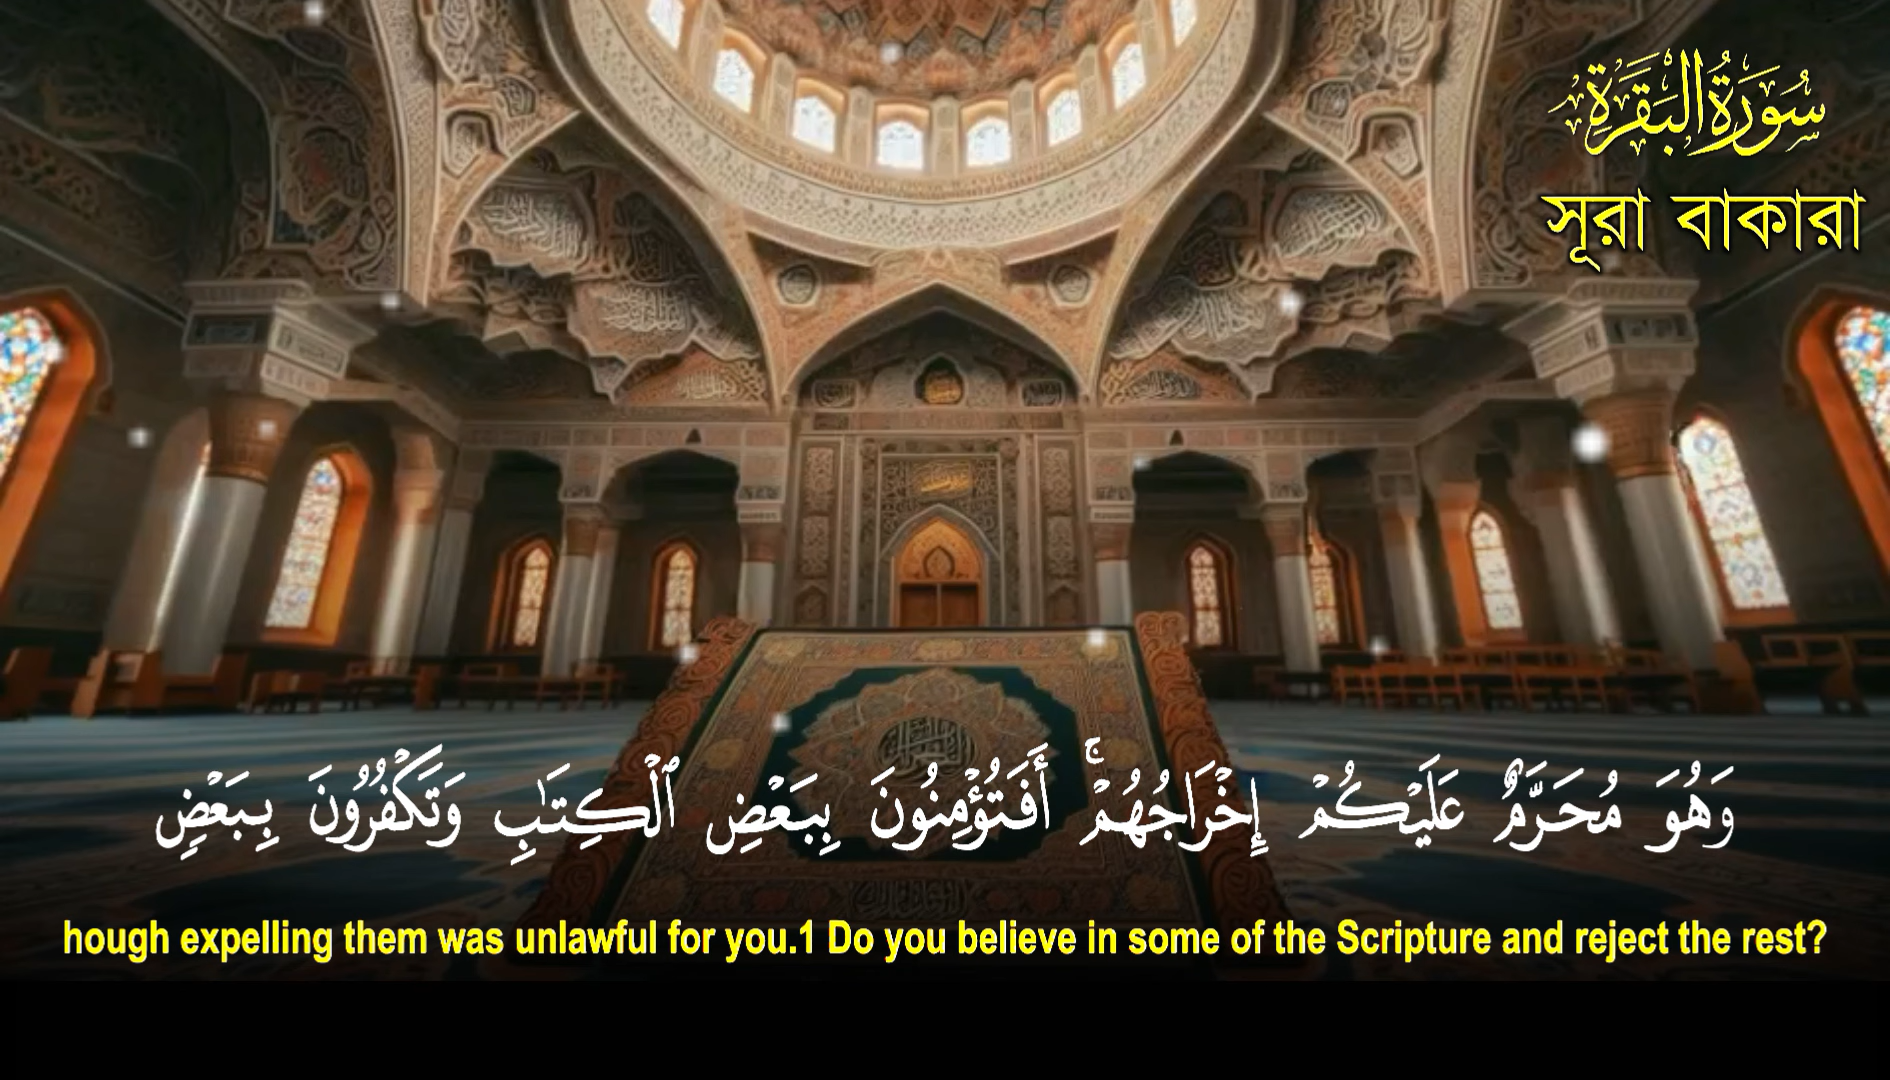 سُورَةُ البَقَرَةِ
সূরা বাকারা
وَهُوَ مُحَرَّمٌ عَلَيْكُمْ إِخْرَاجُهُمْۚ أَفَتُؤْمِنُونَ بِبَعْضِ ٱلْكِتَـٰبِ وَتَكْفُرُونَ بِبَعْضٍ
hough expelling them was unlawful for you.1 Do you believe in some of the Scripture and reject the rest?